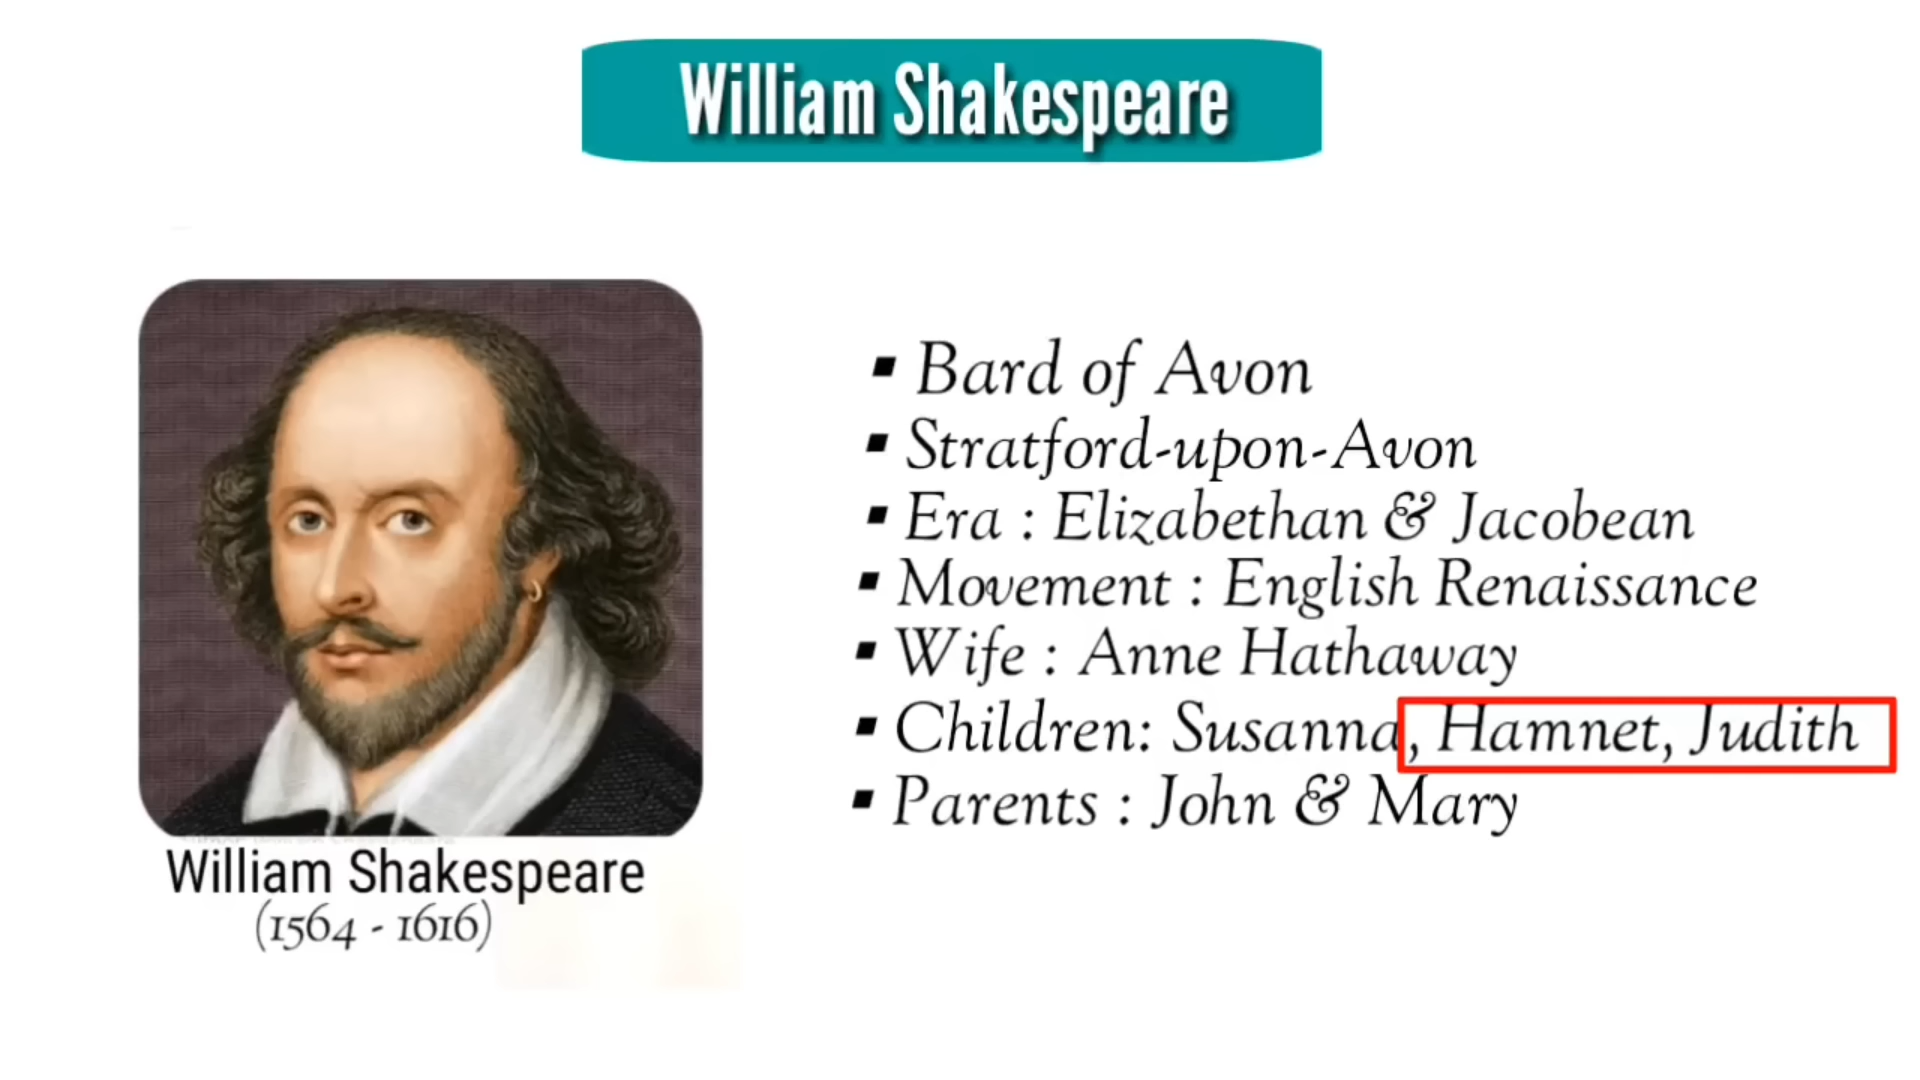 William Shakespeare
▪ Bard of Avon
▪ Stratford-upon-Avon
▪ Era : Elizabethan & Jacobean
▪ Movement : English Renaissance
▪ Wife : Anne Hathaway
▪ Children: Susanna, Hamnet, Judith
▪ Parents : John & Mary
William Shakespeare
(1564 - 1616)